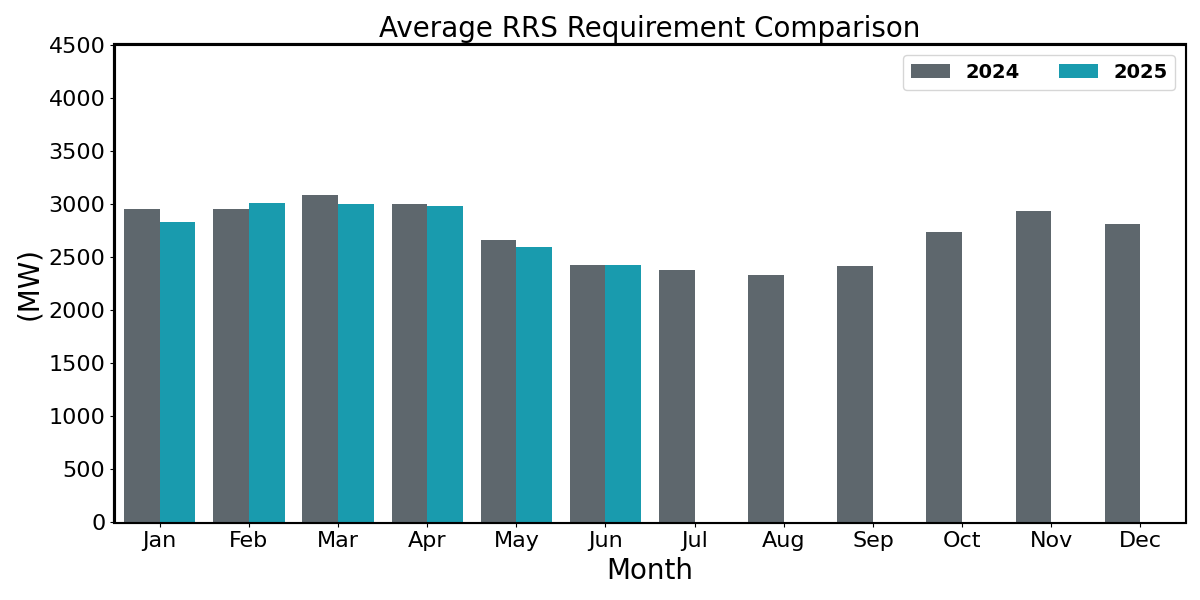 Average RRS Requirement Comparison
4500
4000
3500
3000
2500
2000
1500
1000
500
0
(MW)
2024 2025
Jan Feb Mar Apr May Jun Jul Aug Sep Oct Nov Dec
Month